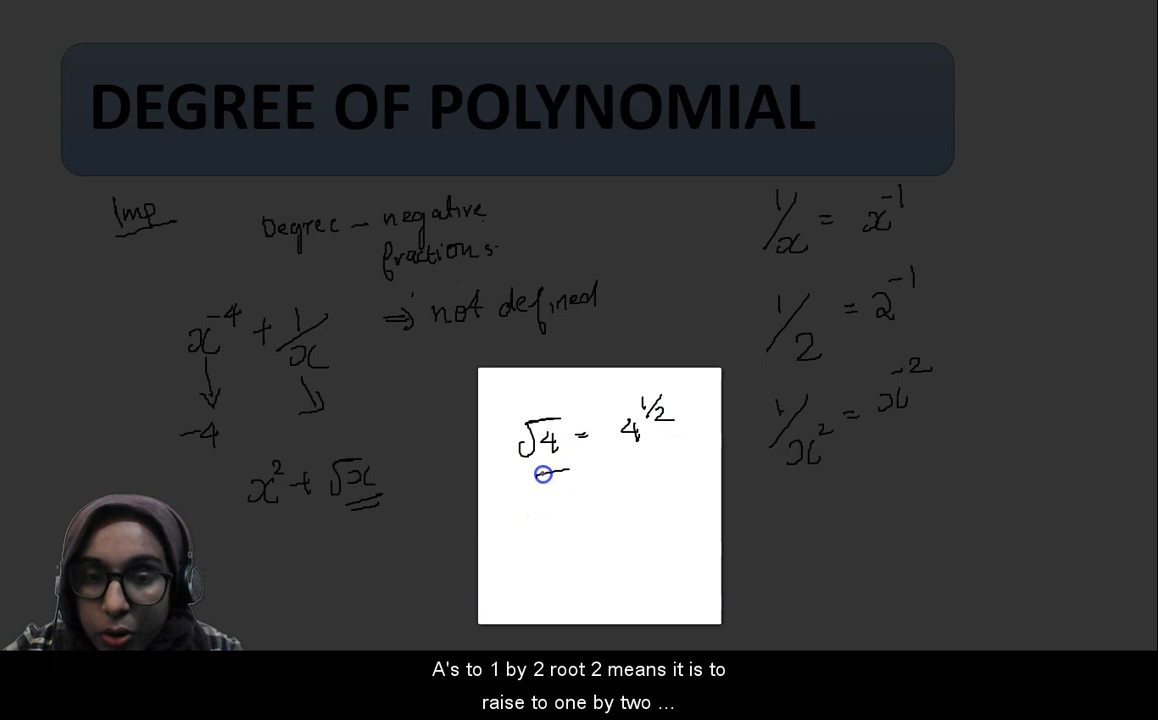 DEGREE OF POLYNOMIAL
Imp
Degree - negative
fractions.
x⁻⁴ + 1/x ⇒ not defined
-4
x² + √x
√4 = 4^1/2
1/x = x⁻¹
1/2 = 2⁻¹
1/x² = x⁻²
A's to 1 by 2 root 2 means it is to
raise to one by two ...